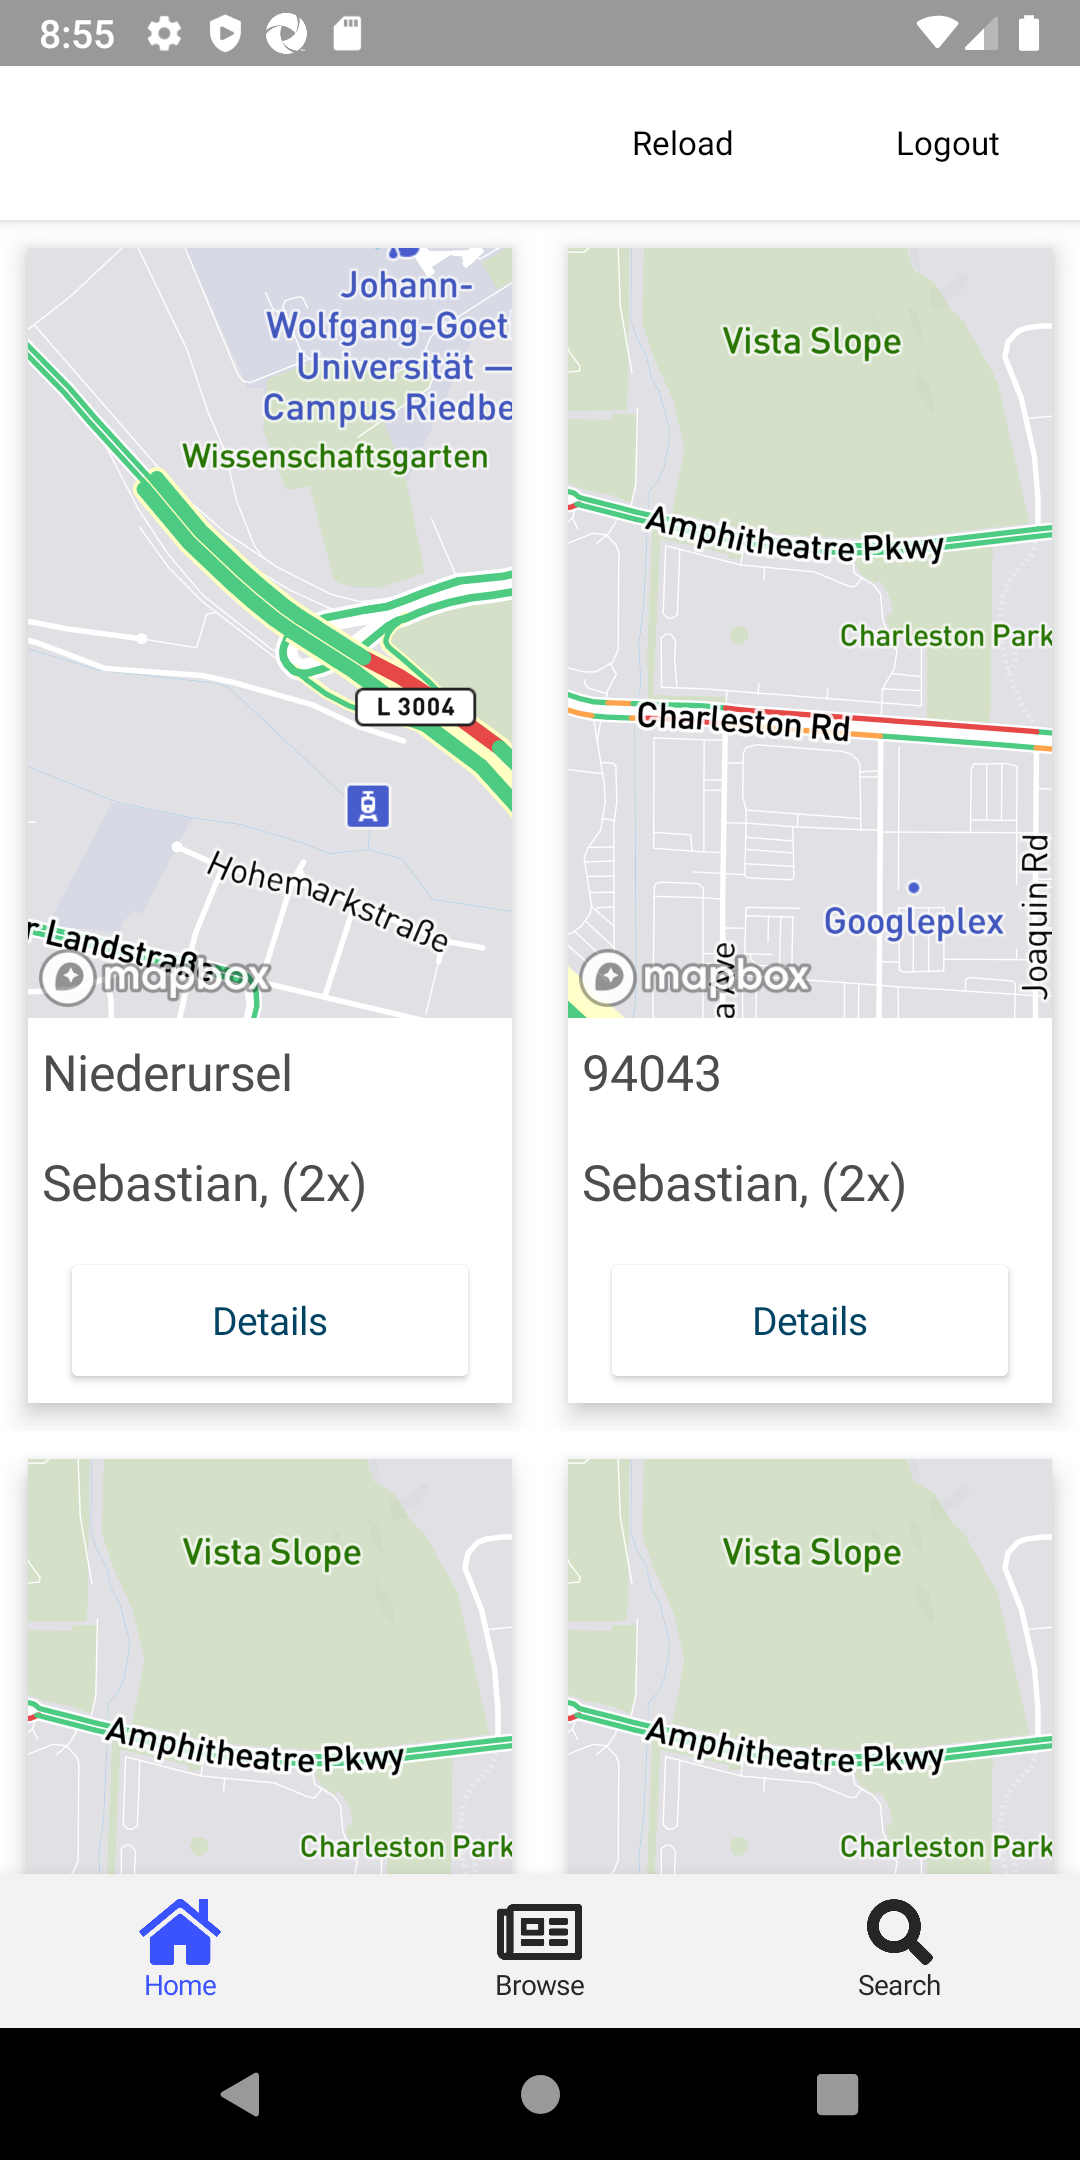 8:55
Reload Logout
Johann-
Wolfgang-Goet
Universität —
Campus Riedbe
Wissenschaftsgarten
L 3004
Hohemarkstraße
r Landstraße
mapbox
Niederursel
Sebastian, (2x)
Details
Vista Slope
Amphitheatre Pkwy
Charleston Park
Charleston Rd
Joaquin Rd
Googleplex
a Ave
mapbox
94043
Sebastian, (2x)
Details
Vista Slope
Amphitheatre Pkwy
Charleston Park
Vista Slope
Amphitheatre Pkwy
Charleston Park
Home Browse Search